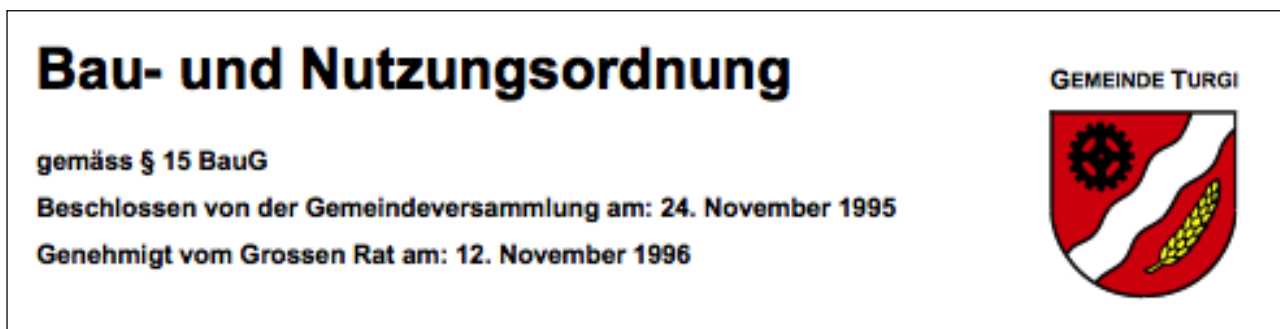 Bau- und Nutzungsordnung
GEMEINDE TURGI
gemäss § 15 BauG
Beschlossen von der Gemeindeversammlung am: 24. November 1995
Genehmigt vom Grossen Rat am: 12. November 1996